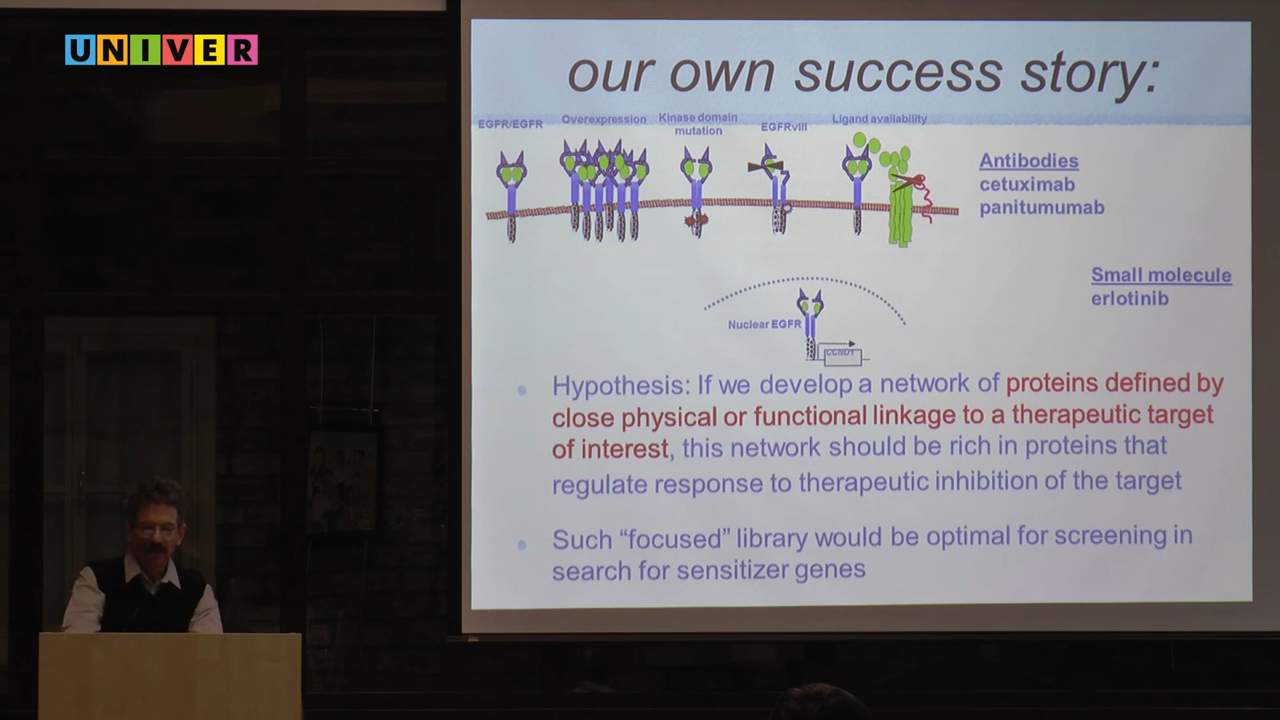 UNIVER
our own success story:
EGFR/EGFR
Overexpression
Kinase domain
mutation
EGFRvIII
Ligand availability
Antibodies
cetuximab
panitumumab
Small molecule
erlotinib
Nuclear EGFR
CCND1
Hypothesis: If we develop a network of proteins defined by
close physical or functional linkage to a therapeutic target
of interest, this network should be rich in proteins that
regulate response to therapeutic inhibition of the target
Such “focused” library would be optimal for screening in
search for sensitizer genes